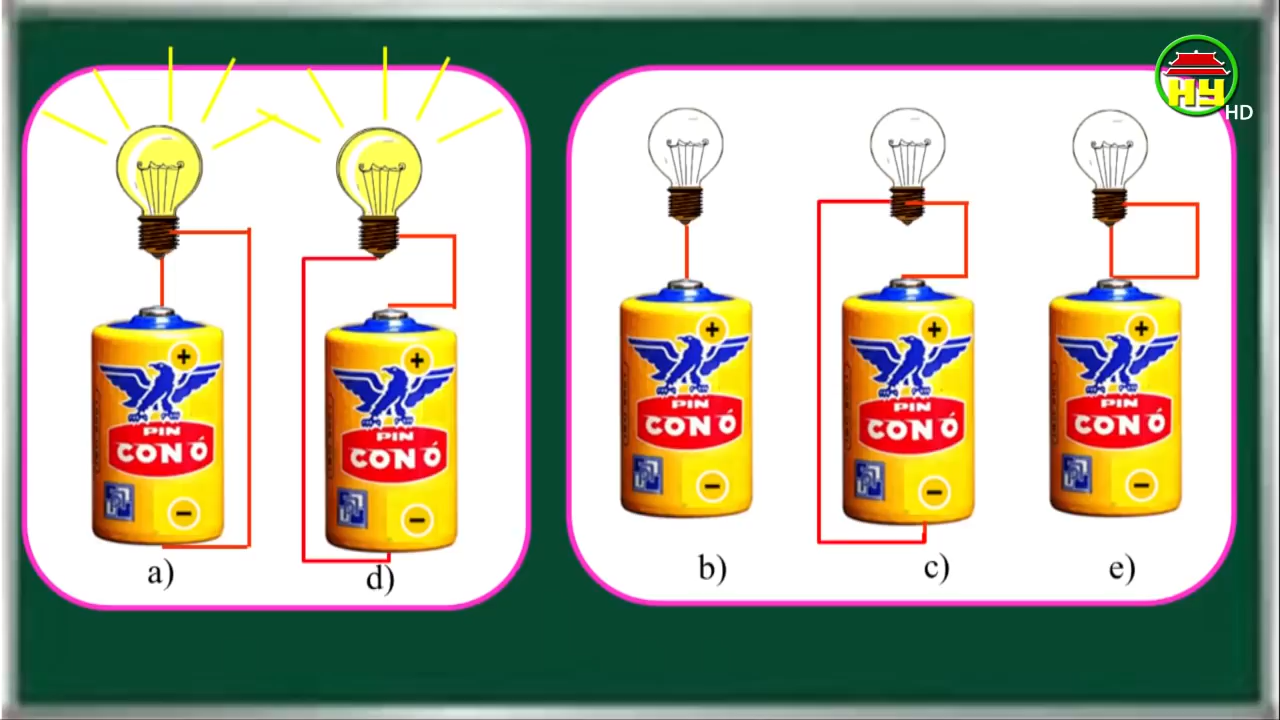 HY
HD
+
PIN
CON Ó
−
a)
+
PIN
CON Ó
−
d)
+
PIN
CON Ó
−
b)
+
PIN
CON Ó
−
c)
+
PIN
CON Ó
−
e)